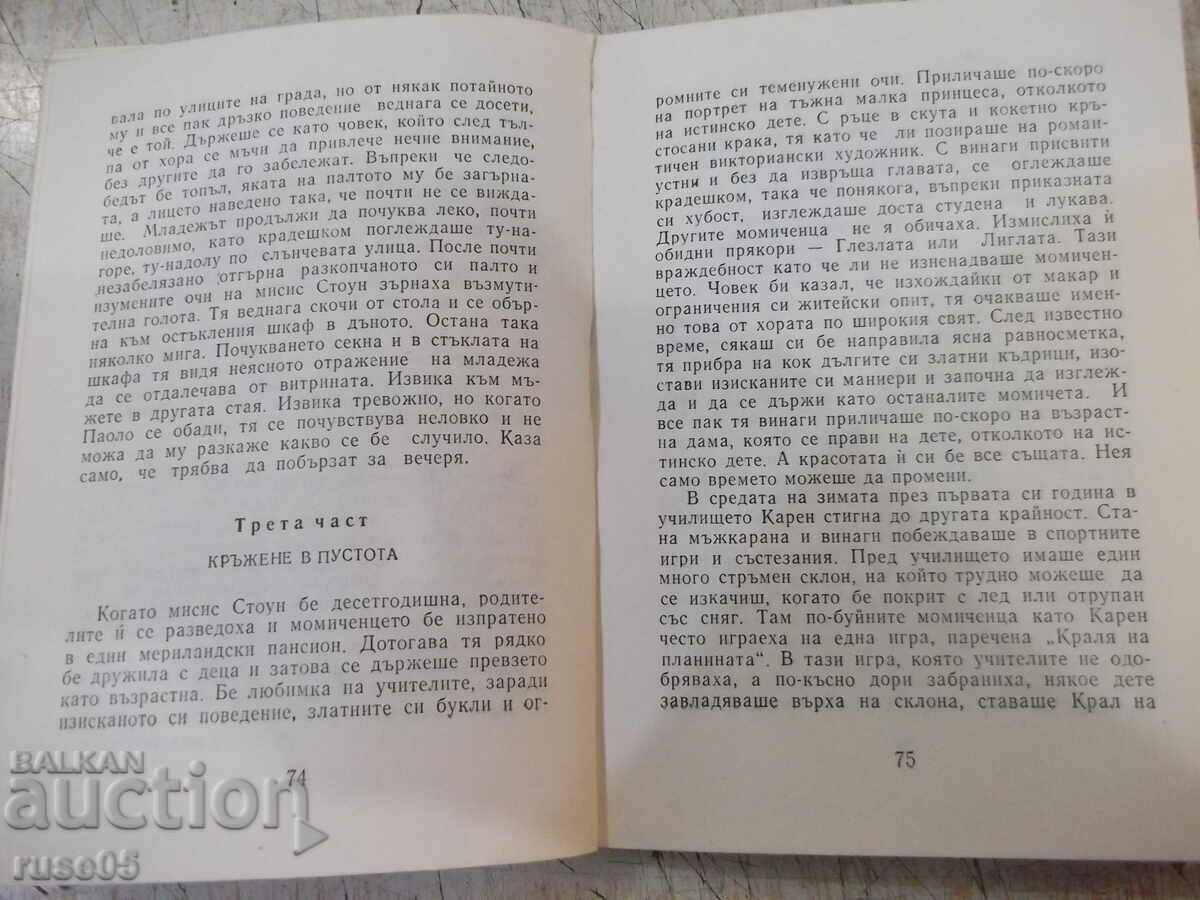 вала по улиците на града, но от някак потайното
му и все пак дръзко поведение веднага се досети,
че е той. Държеше се като човек, който след тъл-
па от хора се мъчи да привлече нечие внимание,
без другите да го забележат. Въпреки че следо-
бедът бе топъл, яката на палтото му бе загърна-
та, а лицето наведено така, че почти не се вижда-
ше. Младежът продължи да почуква леко, почти
недоловимо, като крадешком поглеждаше ту-на-
горе, ту-надолу по слънчевата улица. После почти
незабелязано отгърна разкопчаното си палто и
изумените очи на мисис Стоун зърнаха възмути-
телна голота. Тя веднага скочи от стола и се обър-
на към остъкления шкаф в дъното. Остана така
няколко мига. Почукването секна и в стъклата на
шкафа тя видя неясното отражение на младежа
да се отдалечава от витрината. Извика към мъ-
жете в другата стая. Извика тревожно, но когато
Паоло се обади, тя се почувствува неловко и не
можа да му разкаже какво се бе случило. Каза
само, че трябва да побързат за вечеря.
Трета част
КРЪЖЕНЕ В ПУСТОТА
Когато мисис Стоун бе десетгодишна, родите-
лите ѝ се разведоха и момиченцето бе изпратено
в един мериландски пансион. Дотогава тя рядко
бе дружила с деца и затова се държеше превзето
като възрастна. Бе любимка на учителите, заради
изисканото си поведение, златните си букли и ог-
74
ромните си теменужени очи. Приличаше по-скоро
на портрет на тъжна малка принцеса, отколкото
на истинско дете. С ръце в скута и кокетно кръ-
стосани крака, тя като че ли позираше на роман-
тичен викториански художник. С винаги присвити
устни и без да извръща главата, се оглеждаше
крадешком, така че понякога, въпреки приказната
си хубост, изглеждаше доста студена и лукава.
Другите момиченца не я обичаха. Измислиха ѝ
обидни прякори — Глезлата или Лиглата. Тази
враждебност като че ли не изненадваше момичен-
цето. Човек би казал, че изхождайки от макар и
ограничения си житейски опит, тя очакваше имен-
но това от хората по широкия свят. След известно
време, сякаш си бе направила ясна равносметка,
тя прибра на кок дългите си златни къдрици, изо-
стави изисканите си маниери и започна да изглеж-
да и да се държи като останалите момичета. И
все пак тя винаги приличаше по-скоро на възраст-
на дама, която се прави на дете, отколкото на ис-
тинско дете. А красотата ѝ си бе все същата. Нея
само времето можеше да промени.
В средата на зимата през първата си година в
училището Карен стигна до другата крайност. Ста-
на мъжкарана и винаги побеждаваше в спортните
игри и състезания. Пред училището имаше един
много стръмен склон, на който трудно можеше да
се изкачиш, когато бе покрит с лед или отрупан
със сняг. Там по-буйните момиченца като Карен
често играеха на една игра, наречена „Краля на
планината“. В тази игра, която учителите не одо-
бряваха, а по-късно дори забраниха, някое дете
завладяваше върха на склона, ставаше Крал на
75
BALKAN
auction
ruse05